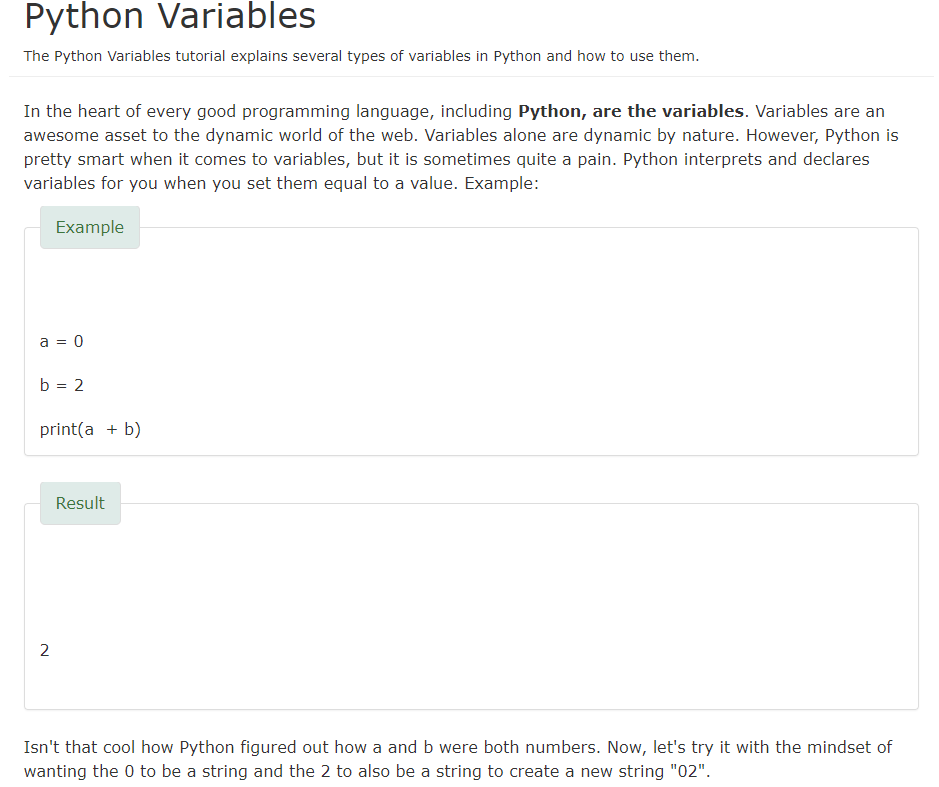 Python Variables
The Python Variables tutorial explains several types of variables in Python and how to use them.
In the heart of every good programming language, including Python, are the variables. Variables are an
awesome asset to the dynamic world of the web. Variables alone are dynamic by nature. However, Python is
pretty smart when it comes to variables, but it is sometimes quite a pain. Python interprets and declares
variables for you when you set them equal to a value. Example:
Example
a = 0
b = 2
print(a  + b)
Result
2
Isn't that cool how Python figured out how a and b were both numbers. Now, let's try it with the mindset of
wanting the 0 to be a string and the 2 to also be a string to create a new string "02".